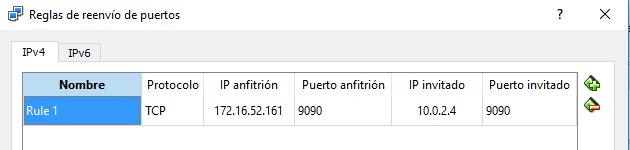 Reglas de reenvío de puertos
IPv4 IPv6
Nombre Protocolo IP anfitrión Puerto anfitrión IP invitado Puerto invitado
Rule 1 TCP 172.16.52.161 9090 10.0.2.4 9090